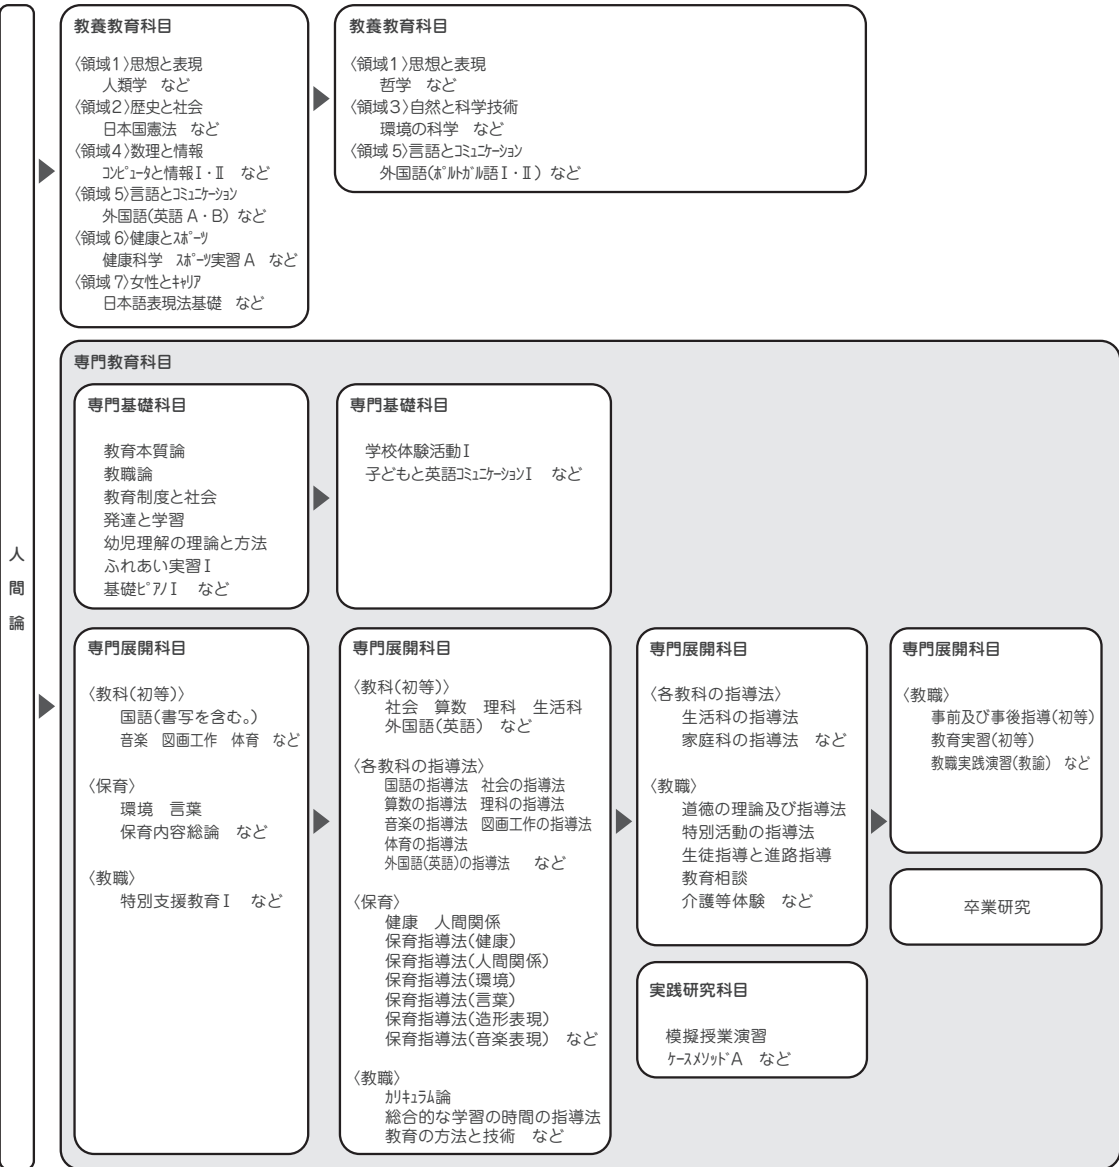 人間論
教養教育科目
〈領域1〉思想と表現
人類学 など
〈領域2〉歴史と社会
日本国憲法 など
〈領域4〉数理と情報
コンピュータと情報Ⅰ・Ⅱ など
〈領域5〉言語とコミュニケーション
外国語(英語A・B) など
〈領域6〉健康とスポーツ
健康科学 スポーツ実習A など
〈領域7〉女性とキャリア
日本語表現法基礎 など
教養教育科目
〈領域1〉思想と表現
哲学 など
〈領域3〉自然と科学技術
環境の科学 など
〈領域5〉言語とコミュニケーション
外国語(ポルトガル語Ⅰ・Ⅱ) など
専門教育科目
専門基礎科目
教育本質論
教職論
教育制度と社会
発達と学習
幼児理解の理論と方法
ふれあい実習Ⅰ
基礎ピアノⅠ など
専門基礎科目
学校体験活動Ⅰ
子どもと英語コミュニケーションⅠ など
専門展開科目
〈教科(初等)〉
国語(書写を含む。)
音楽 図画工作 体育 など
〈保育〉
環境 言葉
保育内容総論 など
〈教職〉
特別支援教育Ⅰ など
専門展開科目
〈教科(初等)〉
社会 算数 理科 生活科
外国語(英語) など
〈各教科の指導法〉
国語の指導法 社会の指導法
算数の指導法 理科の指導法
音楽の指導法 図画工作の指導法
体育の指導法
外国語(英語)の指導法 など
〈保育〉
健康 人間関係
保育指導法(健康)
保育指導法(人間関係)
保育指導法(環境)
保育指導法(言葉)
保育指導法(造形表現)
保育指導法(音楽表現) など
〈教職〉
カリキュラム論
総合的な学習の時間の指導法
教育の方法と技術 など
専門展開科目
〈各教科の指導法〉
生活科の指導法
家庭科の指導法 など
〈教職〉
道徳の理論及び指導法
特別活動の指導法
生徒指導と進路指導
教育相談
介護等体験 など
実践研究科目
模擬授業演習
ケースメソッドA など
専門展開科目
〈教職〉
事前及び事後指導(初等)
教育実習(初等)
教職実践演習(教諭) など
卒業研究